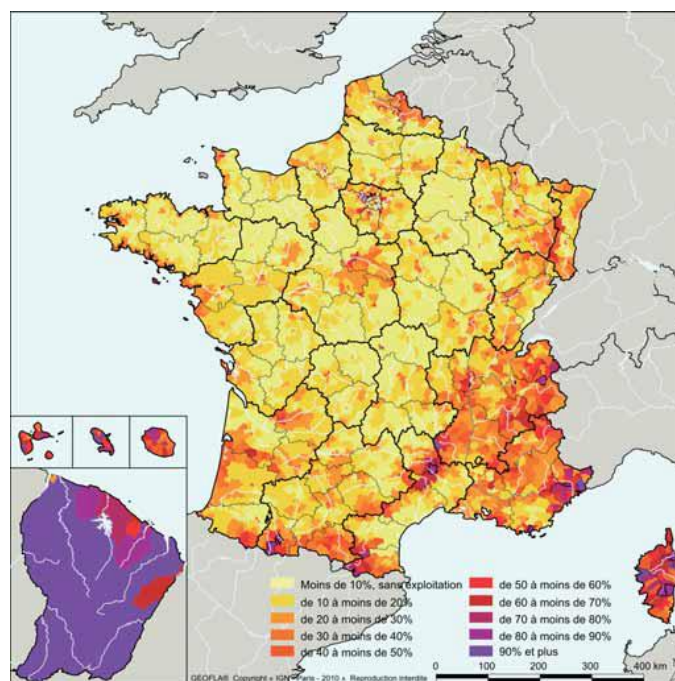 Moins de 10%, sans exploitation
de 10 à moins de 20%
de 20 à moins de 30%
de 30 à moins de 40%
de 40 à moins de 50%
de 50 à moins de 60%
de 60 à moins de 70%
de 70 à moins de 80%
de 80 à moins de 90%
90% et plus
400 km
0 100 200 300
GEOFLA® Copyright « IGN - Paris - 2010 ». Reproduction interdite